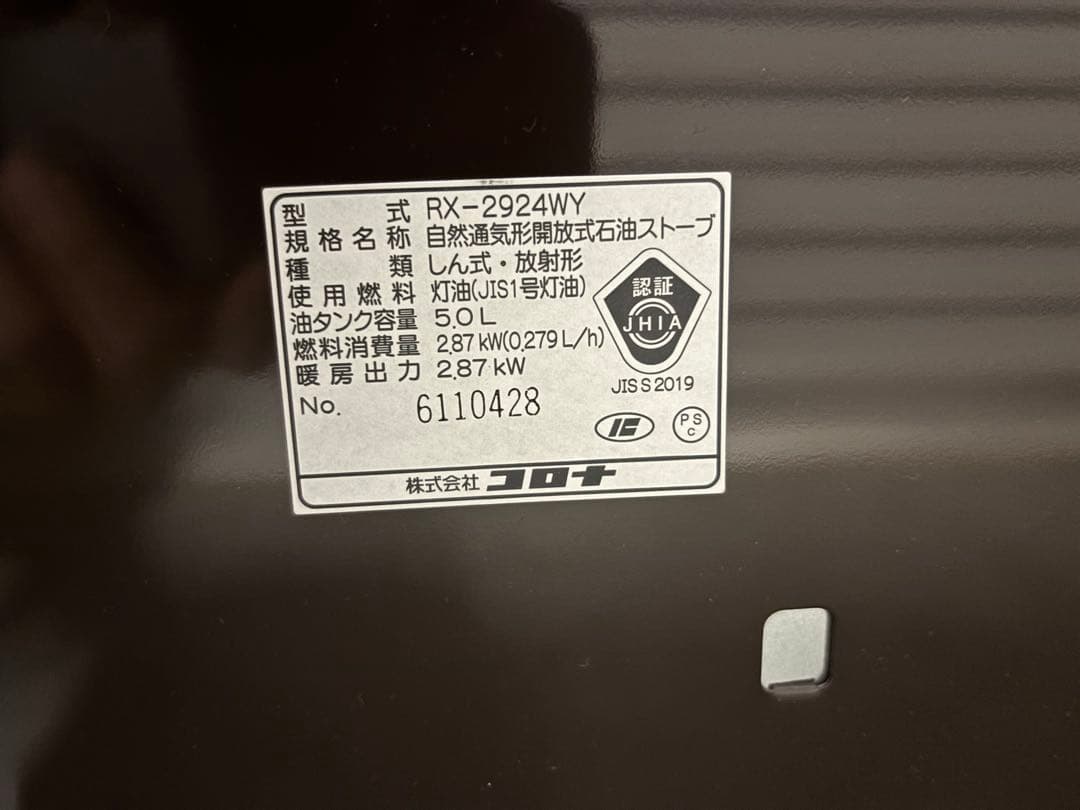 型式 RX-2924WY
規格名称 自然通気形開放式石油ストーブ
種類 しん式・放射形
使用燃料 灯油(JIS1号灯油)
油タンク容量 5.0L
燃料消費量 2.87kW(0.279L/h)
暖房出力 2.87kW
認証
JHIA
JIS S 2019
No. 6110428
PS
C
株式会社 コロナ